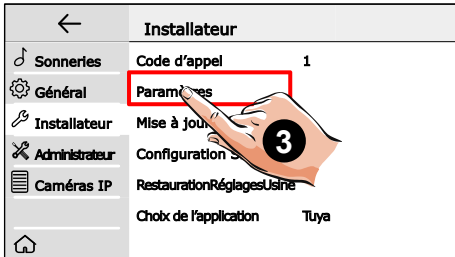 Installateur
Sonneries
Général
Installateur
Administrateur
Caméras IP
Code d'appel 1
Paramètres
Mise à jour
Configuration
RestaurationRéglagesUsine
Choix de l'application Tuya
3